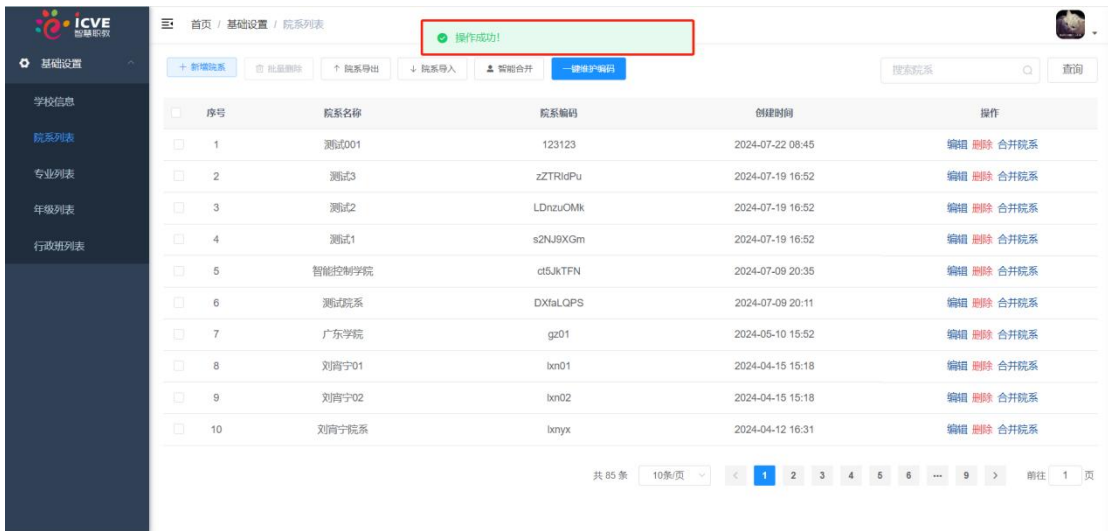 icve
智慧职教
首页 / 基础设置 / 院系列表
操作成功!
基础设置
学校信息
院系列表
专业列表
年级列表
行政班列表
+ 新增院系 批量删除 ↑ 院系导出 ↓ 院系导入 智能合并 一键维护编码 搜索院系 查询
序号 院系名称 院系编码 创建时间 操作
1 测试001 123123 2024-07-22 08:45 编辑 删除 合并院系
2 测试3 zZTRIdPu 2024-07-19 16:52 编辑 删除 合并院系
3 测试2 LDnzuOMk 2024-07-19 16:52 编辑 删除 合并院系
4 测试1 s2NJ9XGm 2024-07-19 16:52 编辑 删除 合并院系
5 智能控制学院 ct5JkTFN 2024-07-09 20:35 编辑 删除 合并院系
6 测试院系 DXfaLQPS 2024-07-09 20:11 编辑 删除 合并院系
7 广东学院 gz01 2024-05-10 15:52 编辑 删除 合并院系
8 刘宵宁01 lxn01 2024-04-15 15:18 编辑 删除 合并院系
9 刘宵宁02 lxn02 2024-04-15 15:18 编辑 删除 合并院系
10 刘宵宁院系 lxnyx 2024-04-12 16:31 编辑 删除 合并院系
共 85 条 10条/页 < 1 2 3 4 5 6 ··· 9 > 前往 1 页